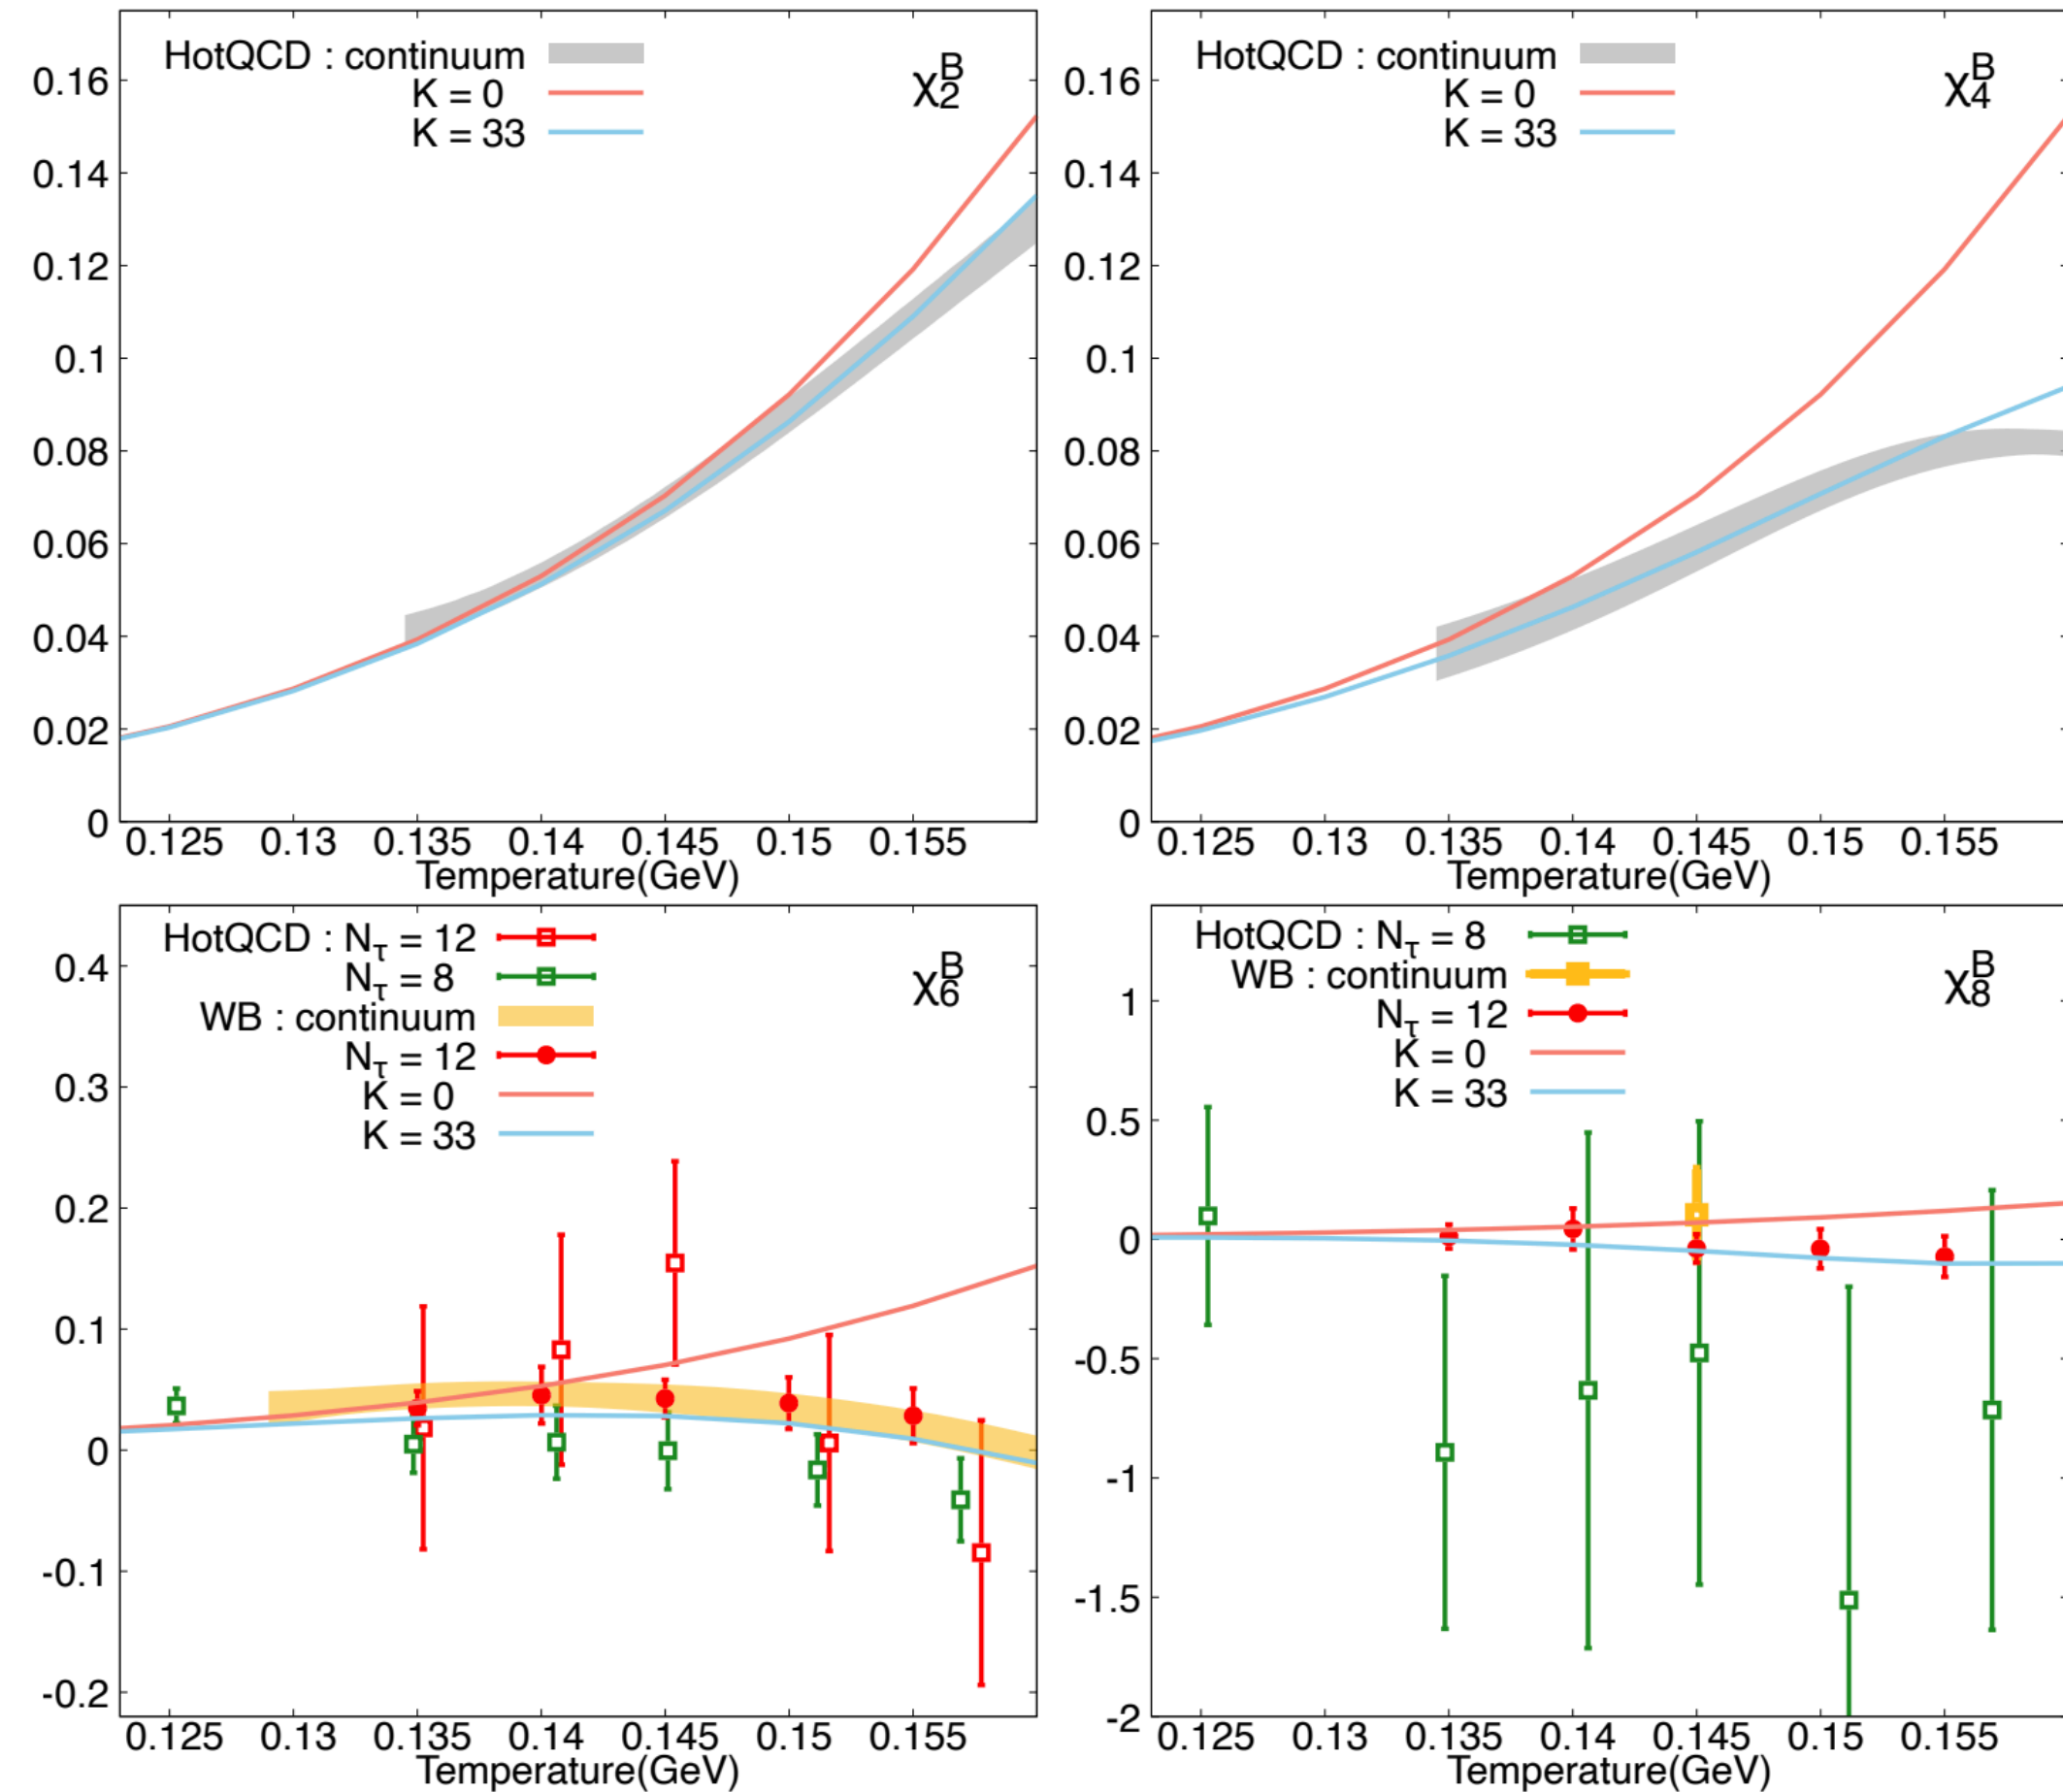 HotQCD : continuum
K = 0
K = 33
χ₂ᴮ
0.16
0.14
0.12
0.1
0.08
0.06
0.04
0.02
0
0.125 0.13 0.135 0.14 0.145 0.15 0.155
Temperature(GeV)
HotQCD : continuum
K = 0
K = 33
χ₄ᴮ
0.16
0.14
0.12
0.1
0.08
0.06
0.04
0.02
0
0.125 0.13 0.135 0.14 0.145 0.15 0.155
Temperature(GeV)
HotQCD : N_τ = 12
N_τ = 8
WB : continuum
N_τ = 12
K = 0
K = 33
χ₆ᴮ
0.4
0.3
0.2
0.1
0
-0.1
-0.2
0.125 0.13 0.135 0.14 0.145 0.15 0.155
Temperature(GeV)
HotQCD : N_τ = 8
WB : continuum
N_τ = 12
K = 0
K = 33
χ₈ᴮ
1
0.5
0
-0.5
-1
-1.5
-2
0.125 0.13 0.135 0.14 0.145 0.15 0.155
Temperature(GeV)